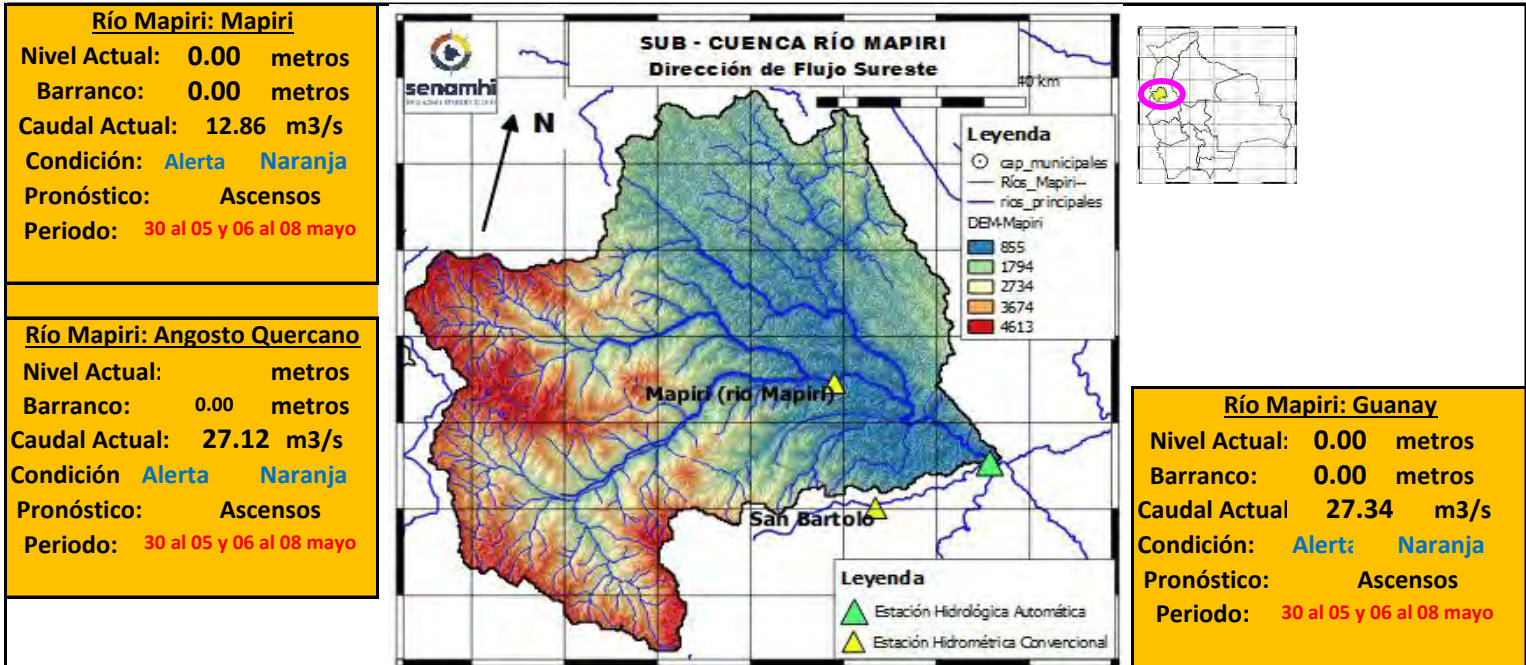 Río Mapiri: Mapiri
Nivel Actual: 0.00 metros
Barranco: 0.00 metros
Caudal Actual: 12.86 m3/s
Condición: Alerta Naranja
Pronóstico: Ascensos
Periodo: 30 al 05 y 06 al 08 mayo
Río Mapiri: Angosto Quercano
Nivel Actual: metros
Barranco: 0.00 metros
Caudal Actual: 27.12 m3/s
Condición Alerta Naranja
Pronóstico: Ascensos
Periodo: 30 al 05 y 06 al 08 mayo
senamhi
SUB - CUENCA RÍO MAPIRI
Dirección de Flujo Sureste
40 km
N
Leyenda
cap_municipales
Ríos_Mapiri--
rios_principales
DEM-Mapiri
855
1794
2734
3674
4613
Mapiri (rio Mapiri)
San Bartolo
Leyenda
Estación Hidrológica Automática
Estación Hidrométrica Convencional
Río Mapiri: Guanay
Nivel Actual: 0.00 metros
Barranco: 0.00 metros
Caudal Actual 27.34 m3/s
Condición: Alerta Naranja
Pronóstico: Ascensos
Periodo: 30 al 05 y 06 al 08 mayo